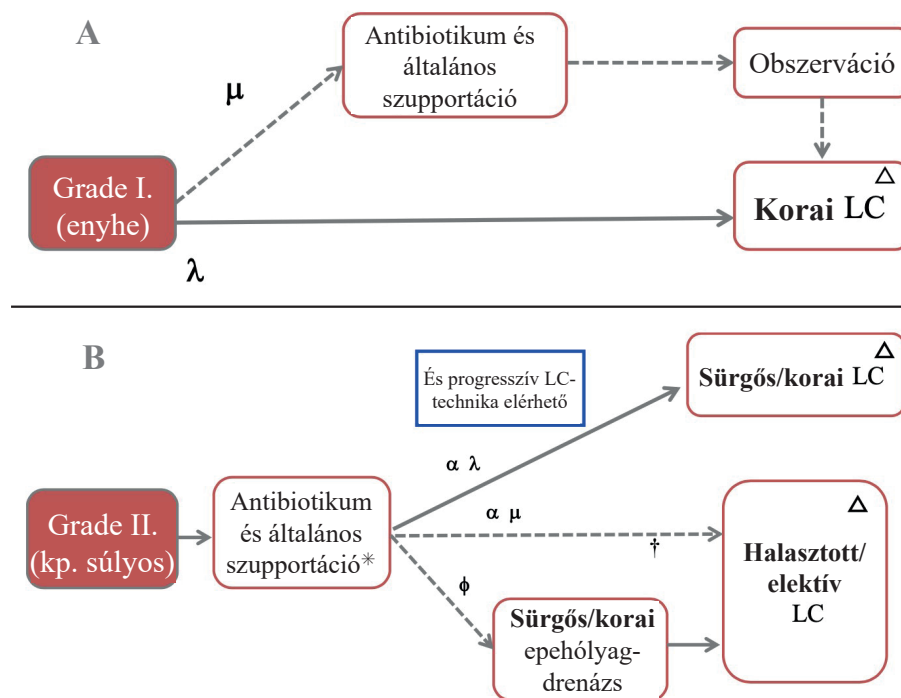 A
Antibiotikum és
általános
szupportáció
Obszerváció
μ
Grade I.
(enyhe)
△
Korai LC
λ
B
És progresszív LC-
technika elérhető
△
Sürgős/korai LC
α λ
Grade II.
(kp. súlyos)
Antibiotikum
és általános
szupportáció*
α μ
†
△
Halasztott/
elektív
LC
ϕ
Sürgős/korai
epehólyag-
drenázs